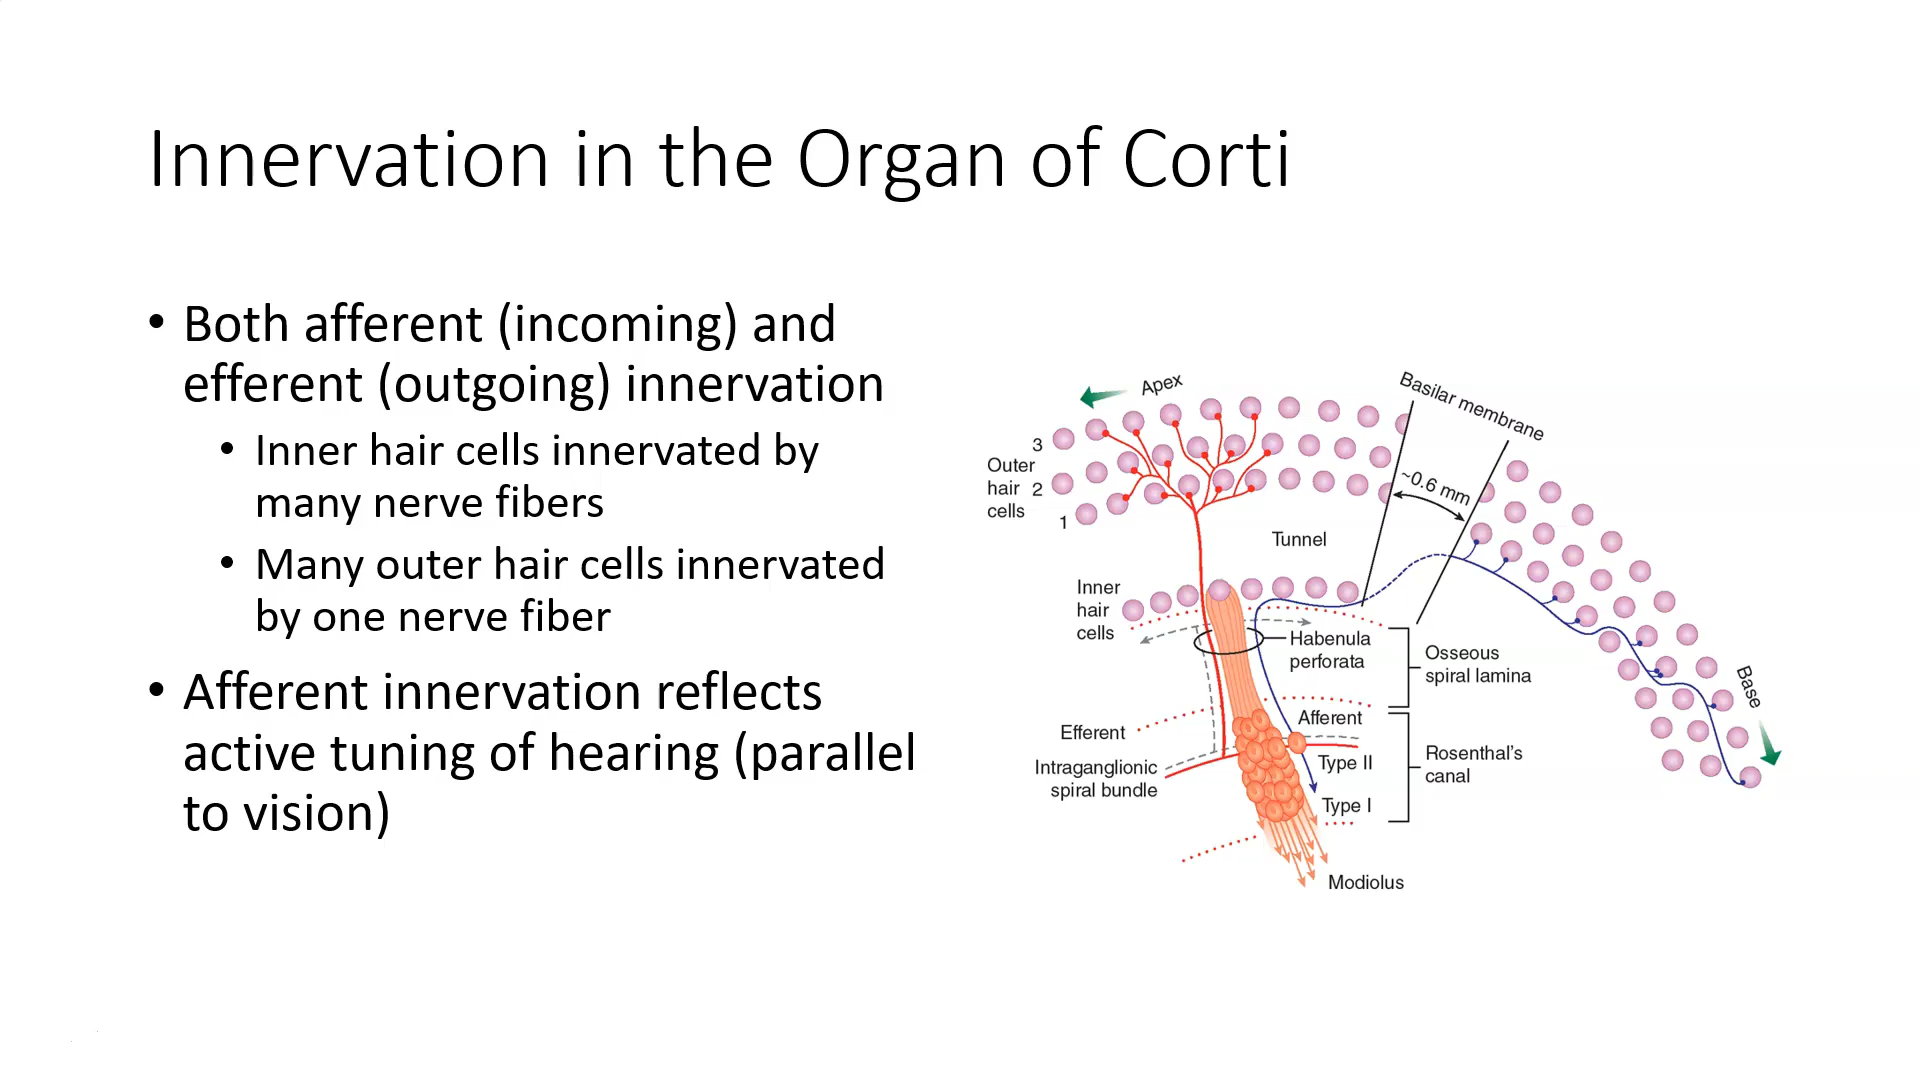 Innervation in the Organ of Corti
• Both afferent (incoming) and
efferent (outgoing) innervation
• Inner hair cells innervated by
many nerve fibers
• Many outer hair cells innervated
by one nerve fiber
• Afferent innervation reflects
active tuning of hearing (parallel
to vision)
Apex
Basilar membrane
3
Outer
hair 2
cells
1
~0.6 mm
Tunnel
Inner
hair
cells
Habenula
perforata
Osseous
spiral lamina
Base
Efferent
Afferent
Intraganglionic
spiral bundle
Type II
Rosenthal's
canal
Type I
Modiolus